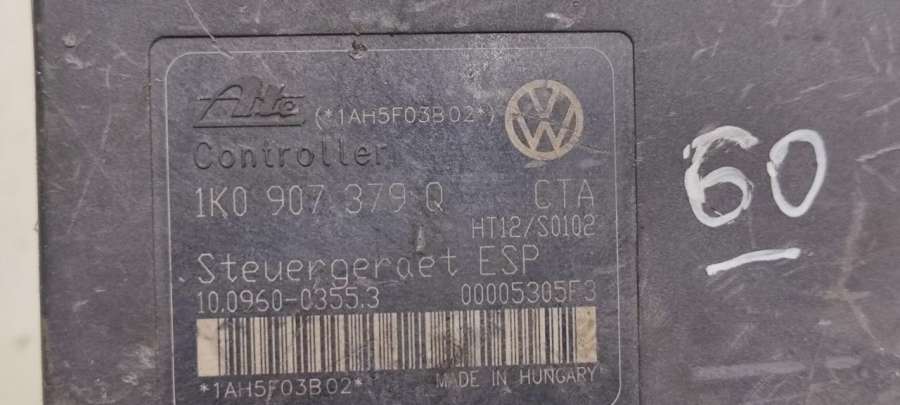 Ate (*1AH5F03B02*)
Controller
1K0 907 379 Q CTA
HT12/S0102
Steuergeraet ESP
10.0960-0355.3 00005305F3
*1AH5F03B02*
MADE IN HUNGARY
60